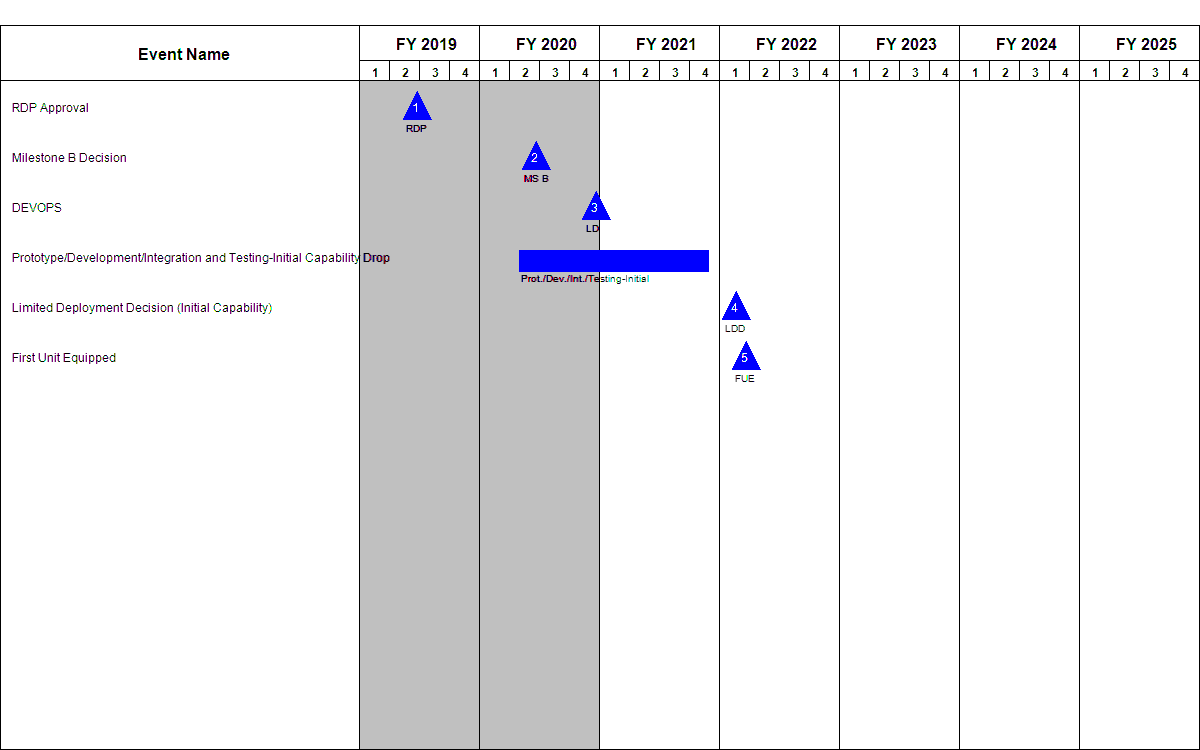 Event Name
FY 2019 FY 2020 FY 2021 FY 2022 FY 2023 FY 2024 FY 2025
1 2 3 4 1 2 3 4 1 2 3 4 1 2 3 4 1 2 3 4 1 2 3 4 1 2 3 4
RDP Approval
1
RDP
Milestone B Decision
2
MS B
DEVOPS
3
LD
Prototype/Development/Integration and Testing-Initial Capability Drop
Prot./Dev./Int./Testing-Initial
Limited Deployment Decision (Initial Capability)
4
LDD
First Unit Equipped
5
FUE